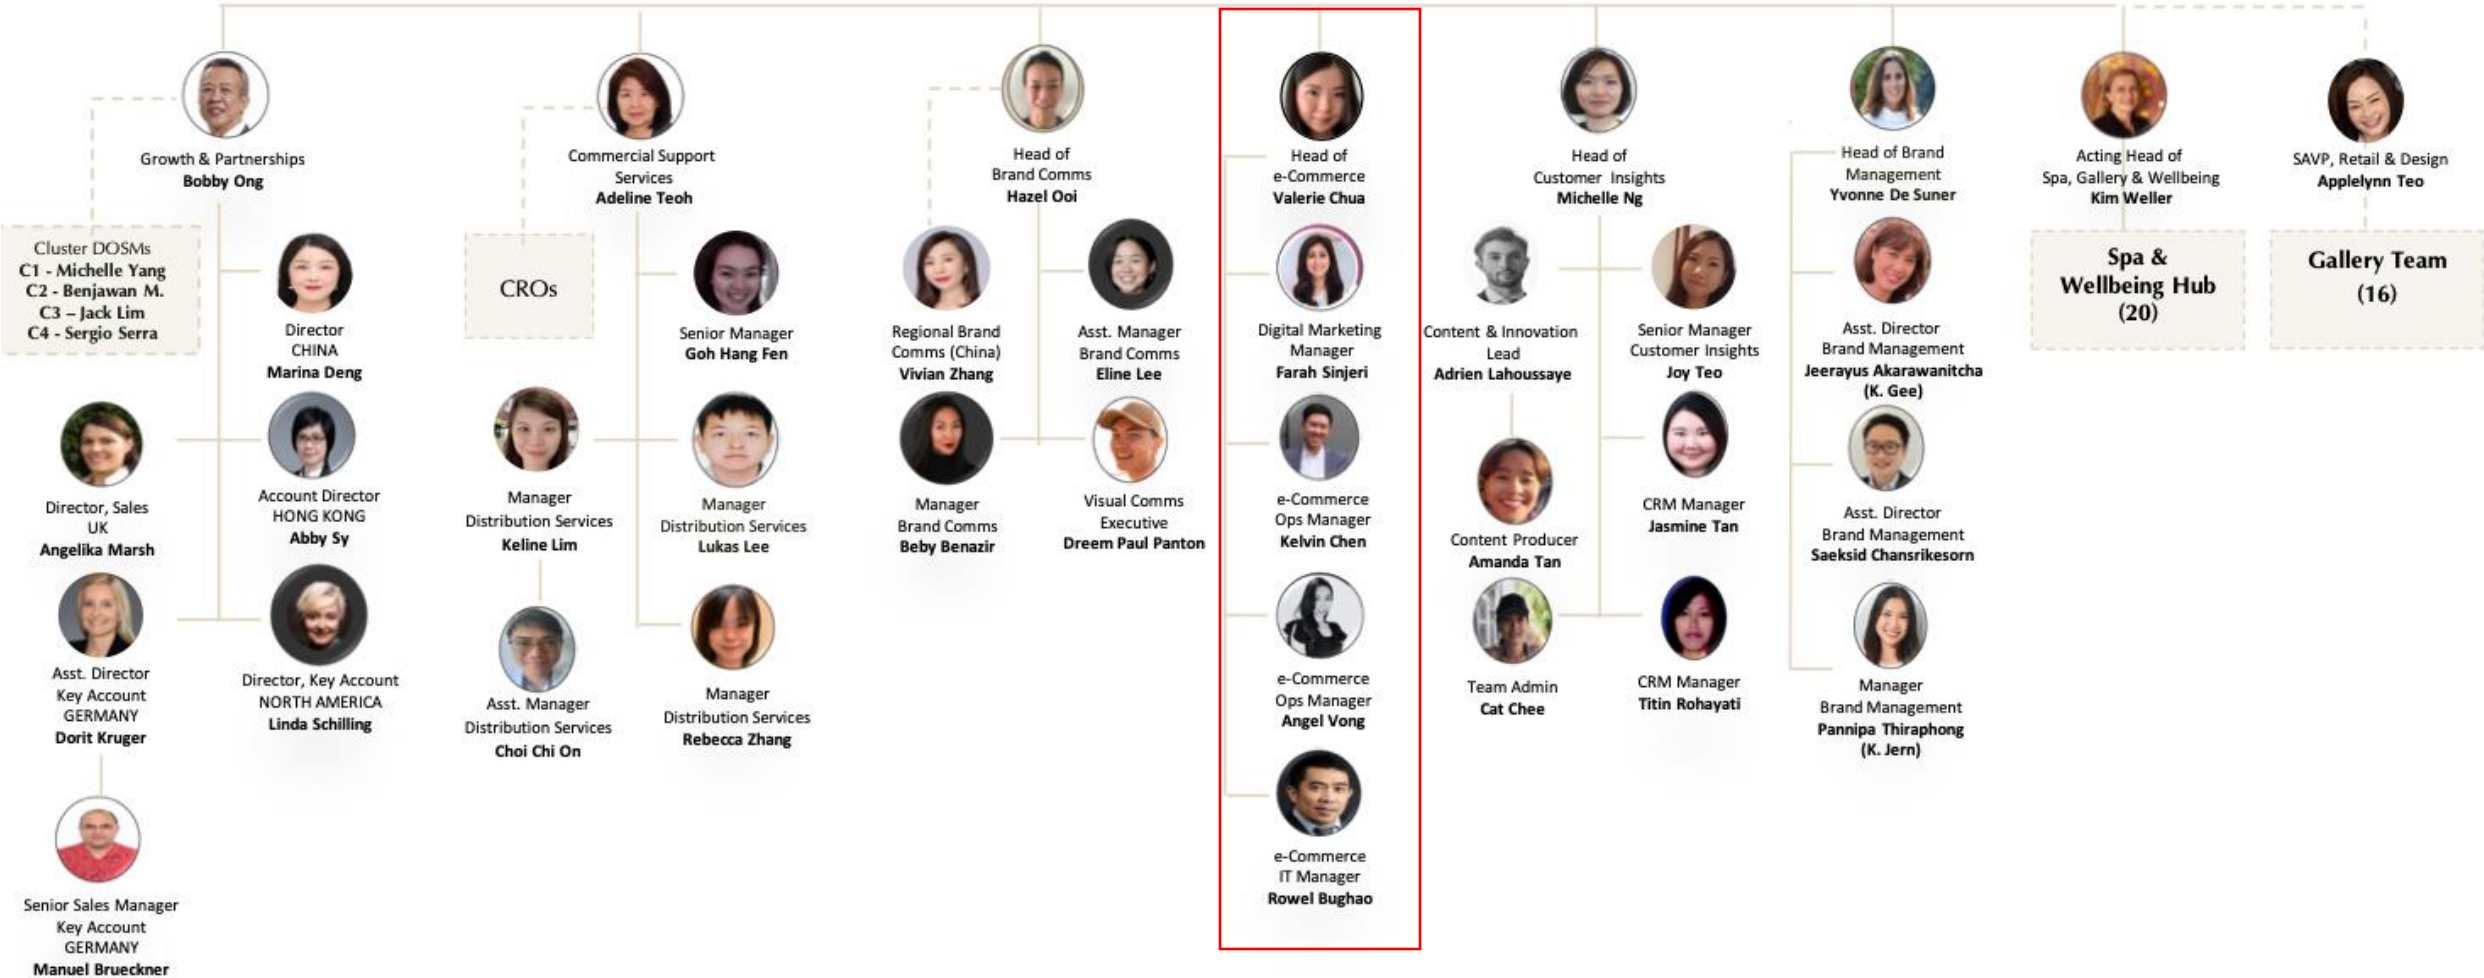 Growth & Partnerships
Bobby Ong
Cluster DOSMs
C1 - Michelle Yang
C2 - Benjawan M.
C3 – Jack Lim
C4 - Sergio Serra
Director
CHINA
Marina Deng
Director, Sales
UK
Angelika Marsh
Account Director
HONG KONG
Abby Sy
Asst. Director
Key Account
GERMANY
Dorit Kruger
Director, Key Account
NORTH AMERICA
Linda Schilling
Senior Sales Manager
Key Account
GERMANY
Manuel Brueckner
Commercial Support
Services
Adeline Teoh
CROs
Senior Manager
Goh Hang Fen
Manager
Distribution Services
Keline Lim
Manager
Distribution Services
Lukas Lee
Asst. Manager
Distribution Services
Choi Chi On
Manager
Distribution Services
Rebecca Zhang
Head of
Brand Comms
Hazel Ooi
Regional Brand
Comms (China)
Vivian Zhang
Asst. Manager
Brand Comms
Eline Lee
Manager
Brand Comms
Beby Benazir
Visual Comms
Executive
Dreem Paul Panton
Head of
e-Commerce
Valerie Chua
Digital Marketing
Manager
Farah Sinjeri
e-Commerce
Ops Manager
Kelvin Chen
e-Commerce
Ops Manager
Angel Vong
e-Commerce
IT Manager
Rowel Bughao
Head of
Customer Insights
Michelle Ng
Content & Innovation
Lead
Adrien Lahoussaye
Senior Manager
Customer Insights
Joy Teo
Content Producer
Amanda Tan
CRM Manager
Jasmine Tan
Team Admin
Cat Chee
CRM Manager
Titin Rohayati
Head of Brand
Management
Yvonne De Suner
Asst. Director
Brand Management
Jeerayus Akarawanitcha
(K. Gee)
Asst. Director
Brand Management
Saeksid Chansrikesorn
Manager
Brand Management
Pannipa Thiraphong
(K. Jern)
Acting Head of
Spa, Gallery & Wellbeing
Kim Weller
Spa &
Wellbeing Hub
(20)
SAVP, Retail & Design
Applelynn Teo
Gallery Team
(16)